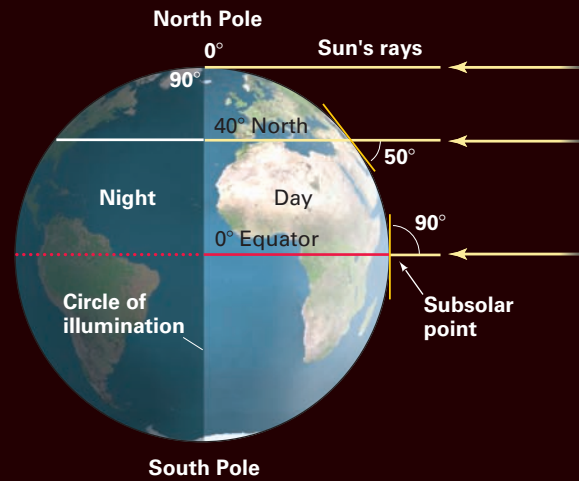 North Pole
0°
Sun's rays
90°
40° North
50°
Night
Day
90°
0° Equator
Circle of
illumination
Subsolar
point
South Pole